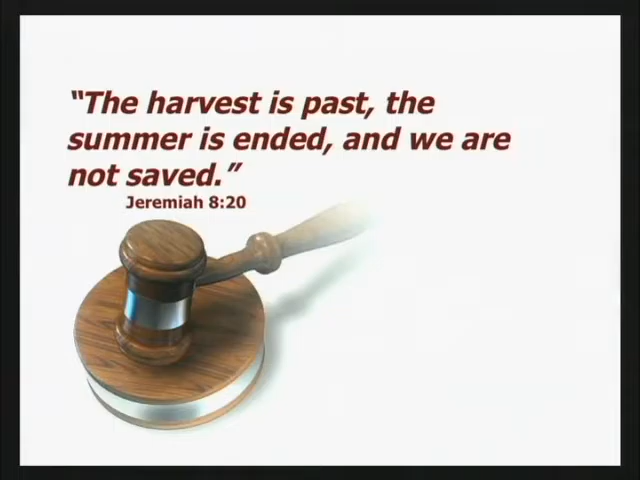 “The harvest is past, the
summer is ended, and we are
not saved.”
Jeremiah 8:20